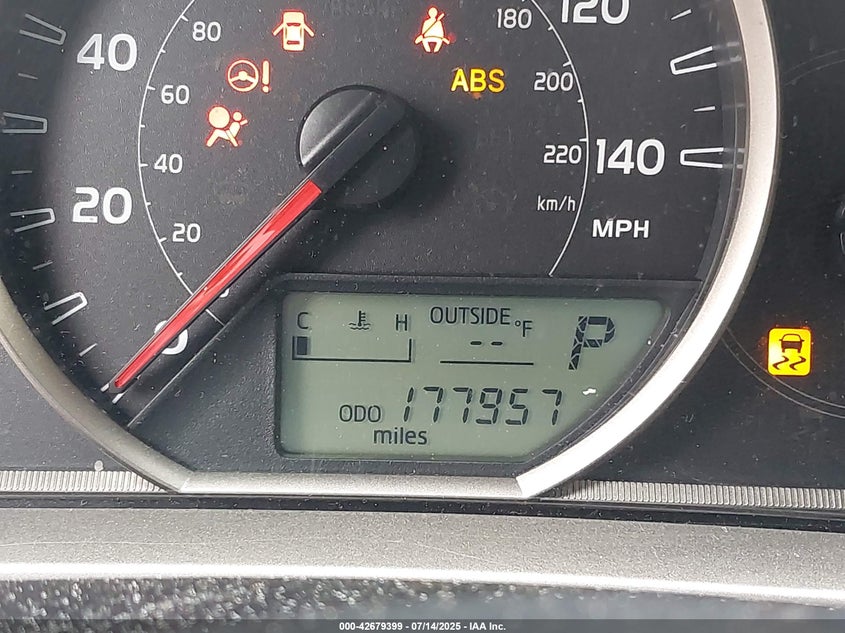 120
180
80
40
200
ABS
60
140
220
40
20
km/h
MPH
20
0
C H
OUTSIDE
-- °F
P
ODO 177957
miles
000-42679399 - 07/14/2025 - IAA Inc.